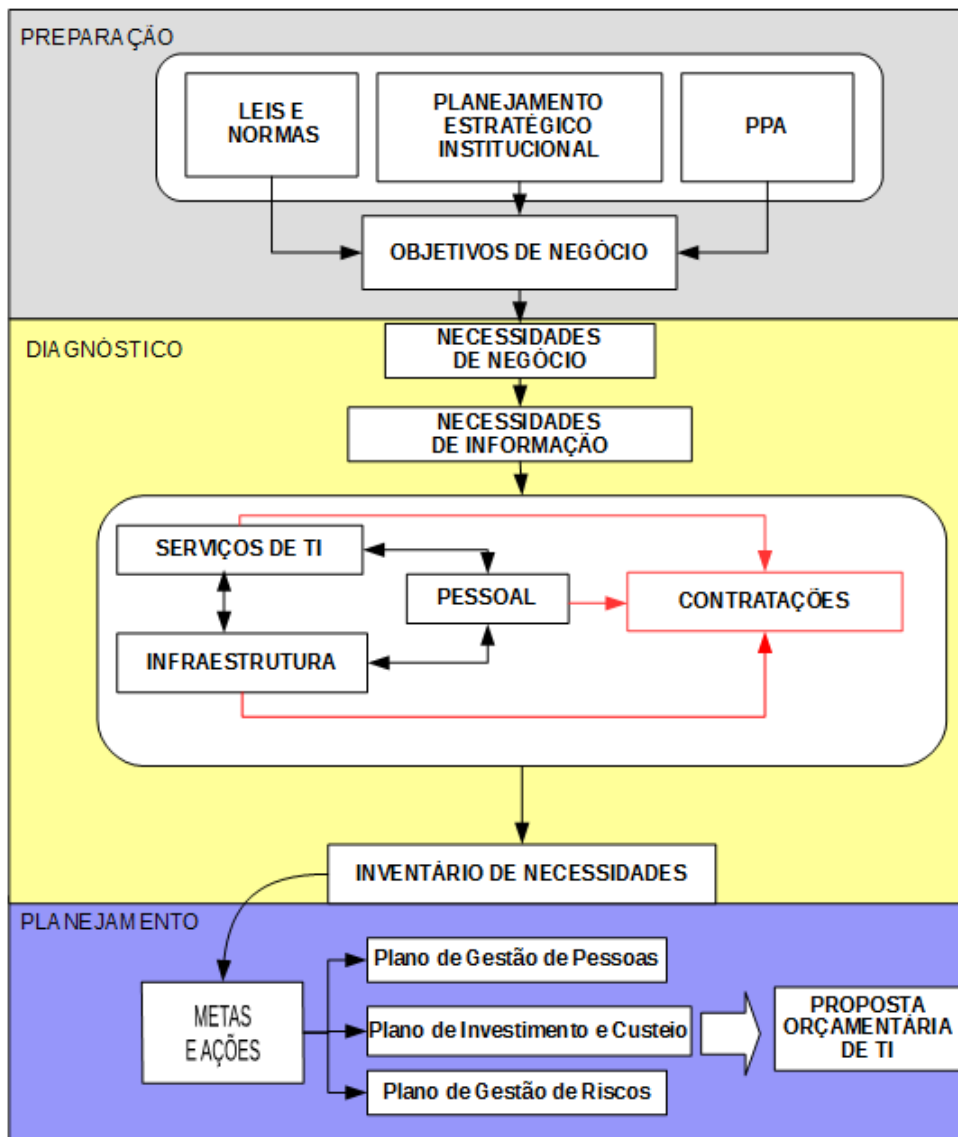 PREPARAÇÃO
LEIS E
NORMAS
PLANEJAMENTO
ESTRATÉGICO
INSTITUCIONAL
PPA
OBJETIVOS DE NEGÓCIO
DIAGNÓSTICO
NECESSIDADES
DE NEGÓCIO
NECESSIDADES
DE INFORMAÇÃO
SERVIÇOS DE TI
PESSOAL
CONTRATAÇÕES
INFRAESTRUTURA
INVENTÁRIO DE NECESSIDADES
PLANEJAMENTO
METAS
E AÇÕES
Plano de Gestão de Pessoas
Plano de Investimento e Custeio
Plano de Gestão de Riscos
PROPOSTA
ORÇAMENTÁRIA
DE TI